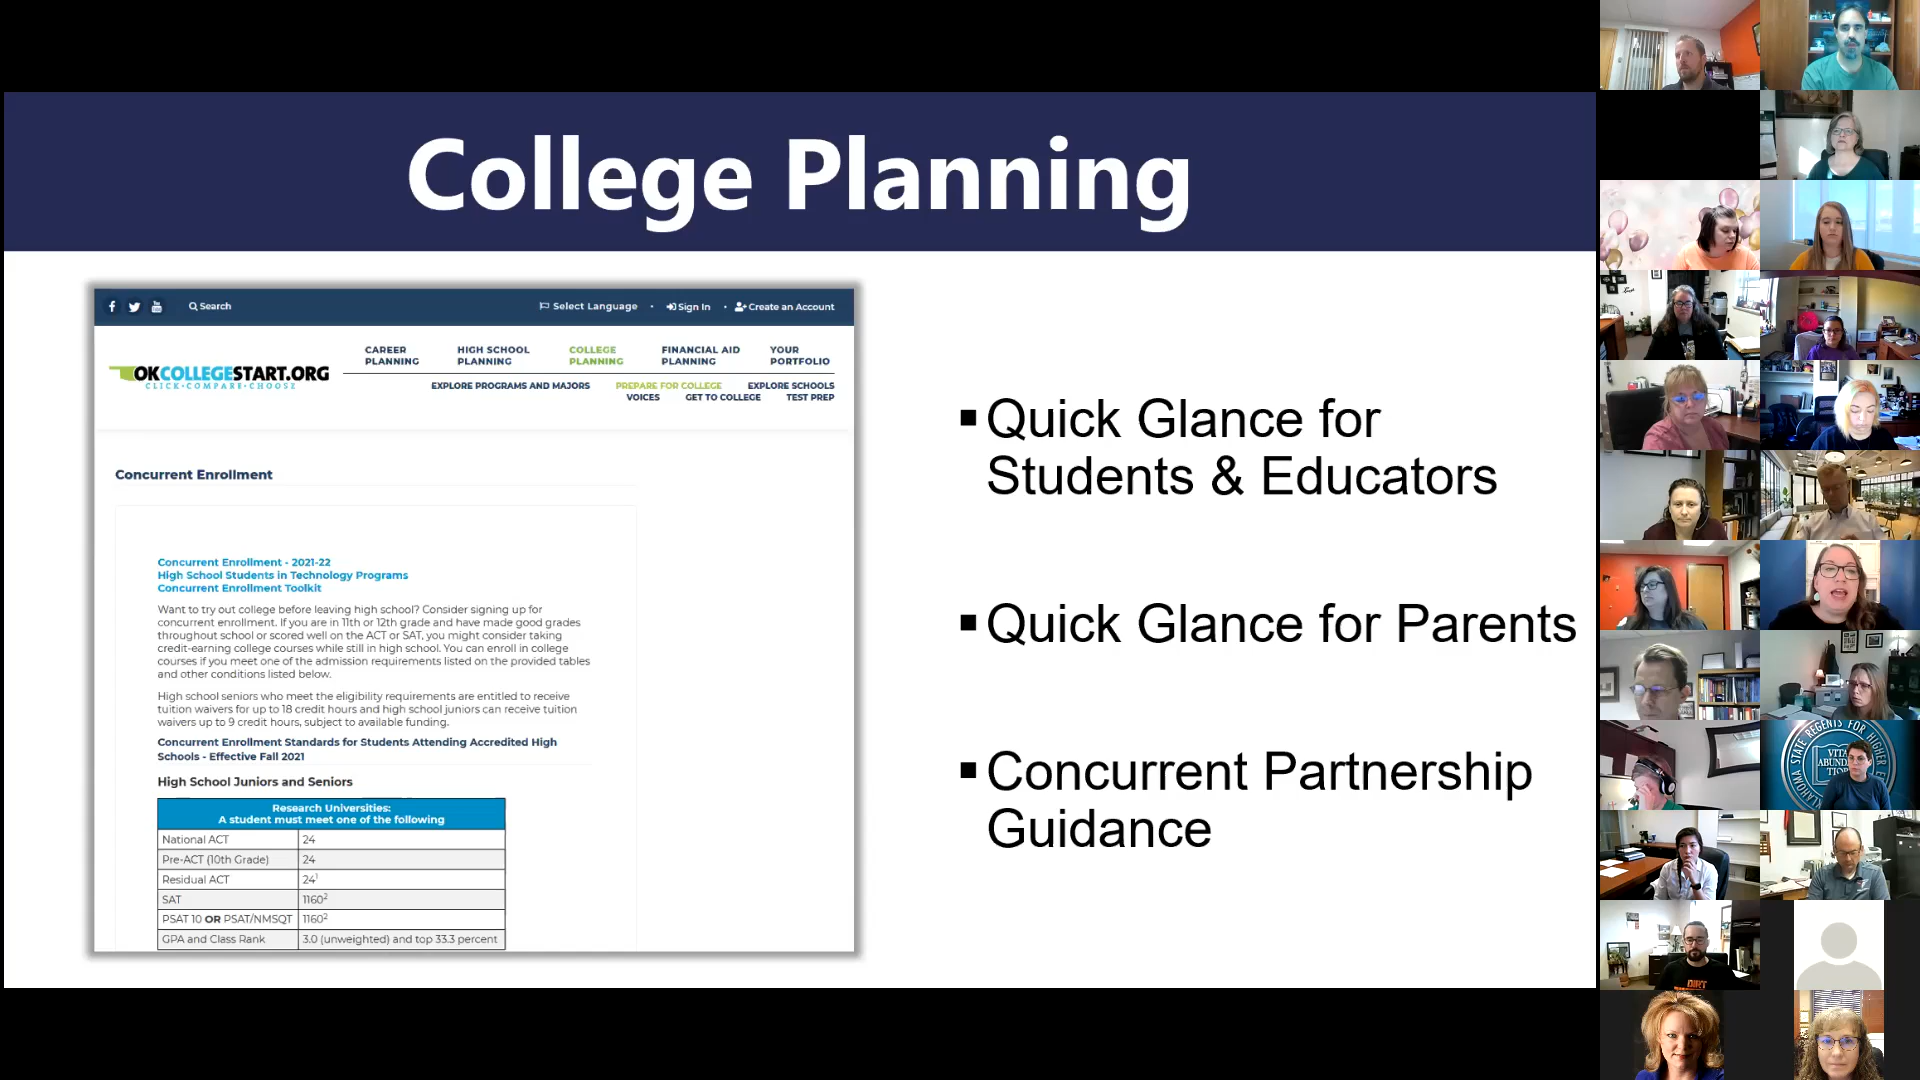 College Planning
Search
Select Language • Sign In • Create an Account
OKCOLLEGESTART.ORG
CLICK•COMPARE•CHOOSE
CAREER PLANNING
HIGH SCHOOL PLANNING
COLLEGE PLANNING
FINANCIAL AID PLANNING
YOUR PORTFOLIO
EXPLORE PROGRAMS AND MAJORS PREPARE FOR COLLEGE EXPLORE SCHOOLS
VOICES GET TO COLLEGE TEST PREP
Concurrent Enrollment
Concurrent Enrollment - 2021-22
High School Students in Technology Programs
Concurrent Enrollment Toolkit
Want to try out college before leaving high school? Consider signing up for
concurrent enrollment. If you are in 11th or 12th grade and have made good grades
throughout school or scored well on the ACT or SAT, you might consider taking
credit-earning college courses while still in high school. You can enroll in college
courses if you meet one of the admission requirements listed on the provided tables
and other conditions listed below.
High school seniors who meet the eligibility requirements are entitled to receive
tuition waivers for up to 18 credit hours and high school juniors can receive tuition
waivers up to 9 credit hours, subject to available funding.
Concurrent Enrollment Standards for Students Attending Accredited High
Schools - Effective Fall 2021
High School Juniors and Seniors
Research Universities:
A student must meet one of the following
National ACT 24
Pre-ACT (10th Grade) 24
Residual ACT 24¹
SAT 1160²
PSAT 10 OR PSAT/NMSQT 1160²
GPA and Class Rank 3.0 (unweighted) and top 33.3 percent
▪ Quick Glance for
Students & Educators
▪ Quick Glance for Parents
▪ Concurrent Partnership
Guidance
STATE REGENTS FOR HIGHER
DIRT